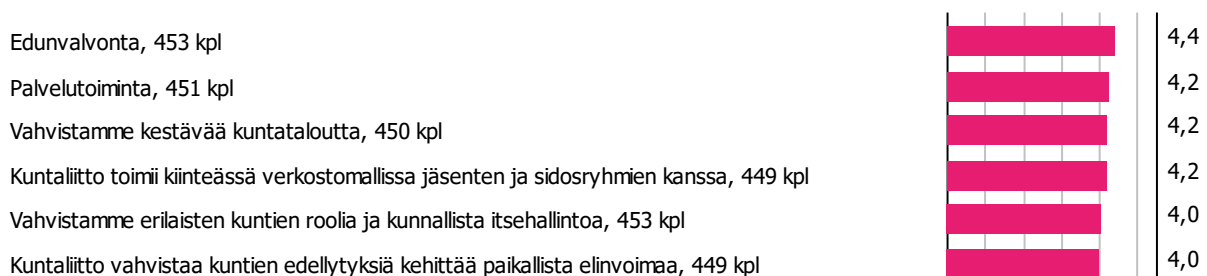 Edunvalvonta, 453 kpl 4,4
Palvelutoiminta, 451 kpl 4,2
Vahvistamme kestävää kuntataloutta, 450 kpl 4,2
Kuntaliitto toimii kiinteässä verkostomallissa jäsenten ja sidosryhmien kanssa, 449 kpl 4,2
Vahvistamme erilaisten kuntien roolia ja kunnallista itsehallintoa, 453 kpl 4,0
Kuntaliitto vahvistaa kuntien edellytyksiä kehittää paikallista elinvoimaa, 449 kpl 4,0